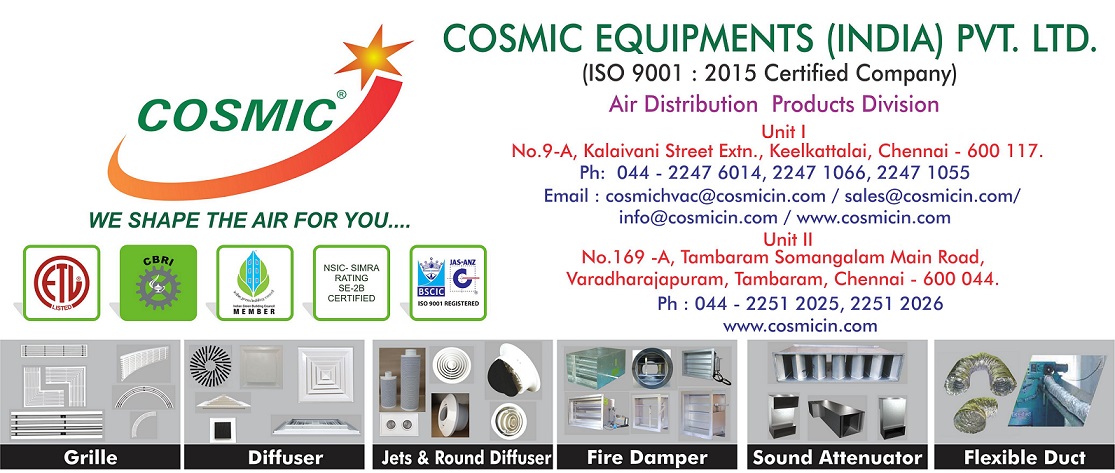 COSMIC®
WE SHAPE THE AIR FOR YOU....
ETL
LISTED
CBRI
Indian Green Building Council
MEMBER
NSIC- SIMRA
RATING
SE-2B
CERTIFIED
JAS-ANZ
BSCIC
ISO 9001 REGISTERED
COSMIC EQUIPMENTS (INDIA) PVT. LTD.
(ISO 9001 : 2015 Certified Company)
Air Distribution Products Division
Unit I
No.9-A, Kalaivani Street Extn., Keelkattalai, Chennai - 600 117.
Ph: 044 - 2247 6014, 2247 1066, 2247 1055
Email : cosmichvac@cosmicin.com / sales@cosmicin.com/
info@cosmicin.com / www.cosmicin.com
Unit II
No.169 -A, Tambaram Somangalam Main Road,
Varadharajapuram, Tambaram, Chennai - 600 044.
Ph : 044 - 2251 2025, 2251 2026
www.cosmicin.com
Grille
Diffuser
Jets & Round Diffuser
Fire Damper
Sound Attenuator
Flexible Duct